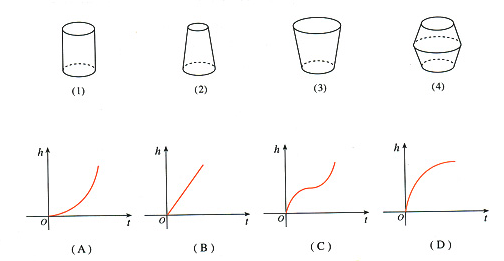 (1) (2) (3) (4)
h h h h
O t O t O t O t
(A) (B) (C) (D)